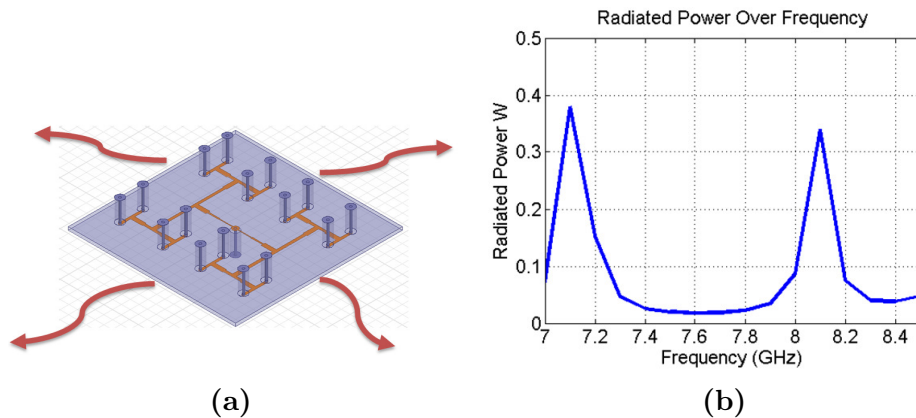 Radiated Power Over Frequency
0.5
0.4
0.3
0.2
0.1
0
Radiated Power W
7 7.2 7.4 7.6 7.8 8 8.2 8.4
Frequency (GHz)
(a) (b)